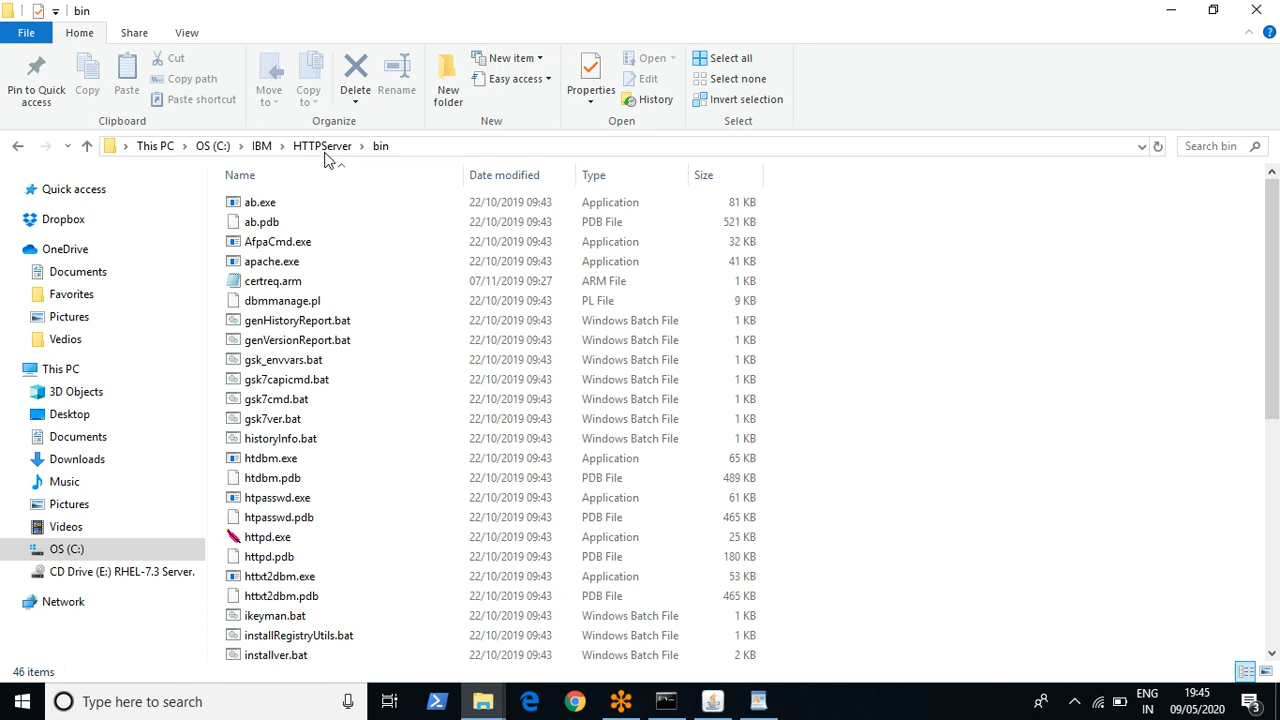 bin
File Home Share View
Pin to Quick access
Copy
Paste
Cut
Copy path
Paste shortcut
Clipboard
Move to
Copy to
Delete
Rename
Organize
New folder
New item
Easy access
New
Properties
Open
Edit
History
Open
Select all
Select none
Invert selection
Select
This PC OS (C:) IBM HTTPServer bin
Search bin
Quick access
Dropbox
OneDrive
Documents
Favorites
Pictures
Vedios
This PC
3D Objects
Desktop
Documents
Downloads
Music
Pictures
Videos
OS (C:)
CD Drive (E:) RHEL-7.3 Server.
Network
Name Date modified Type Size
ab.exe 22/10/2019 09:43 Application 81 KB
ab.pdb 22/10/2019 09:43 PDB File 521 KB
AfpaCmd.exe 22/10/2019 09:43 Application 32 KB
apache.exe 22/10/2019 09:43 Application 41 KB
certreq.arm 07/11/2019 09:27 ARM File 1 KB
dbmmanage.pl 22/10/2019 09:43 PL File 9 KB
genHistoryReport.bat 22/10/2019 09:43 Windows Batch File 1 KB
genVersionReport.bat 22/10/2019 09:43 Windows Batch File 1 KB
gsk_envvars.bat 22/10/2019 09:43 Windows Batch File 1 KB
gsk7capicmd.bat 22/10/2019 09:43 Windows Batch File 1 KB
gsk7cmd.bat 22/10/2019 09:43 Windows Batch File 1 KB
gsk7ver.bat 22/10/2019 09:43 Windows Batch File 1 KB
historyInfo.bat 22/10/2019 09:43 Windows Batch File 1 KB
htdbm.exe 22/10/2019 09:43 Application 65 KB
htdbm.pdb 22/10/2019 09:43 PDB File 489 KB
htpasswd.exe 22/10/2019 09:43 Application 61 KB
htpasswd.pdb 22/10/2019 09:43 PDB File 465 KB
httpd.exe 22/10/2019 09:43 Application 25 KB
httpd.pdb 22/10/2019 09:43 PDB File 180 KB
httxt2dbm.exe 22/10/2019 09:43 Application 53 KB
httxt2dbm.pdb 22/10/2019 09:43 PDB File 465 KB
ikeyman.bat 22/10/2019 09:43 Windows Batch File 1 KB
installRegistryUtils.bat 22/10/2019 09:43 Windows Batch File 1 KB
installver.bat 22/10/2019 09:43 Windows Batch File 2 KB
46 items
Type here to search
ENG
IN
19:45
09/05/2020
3